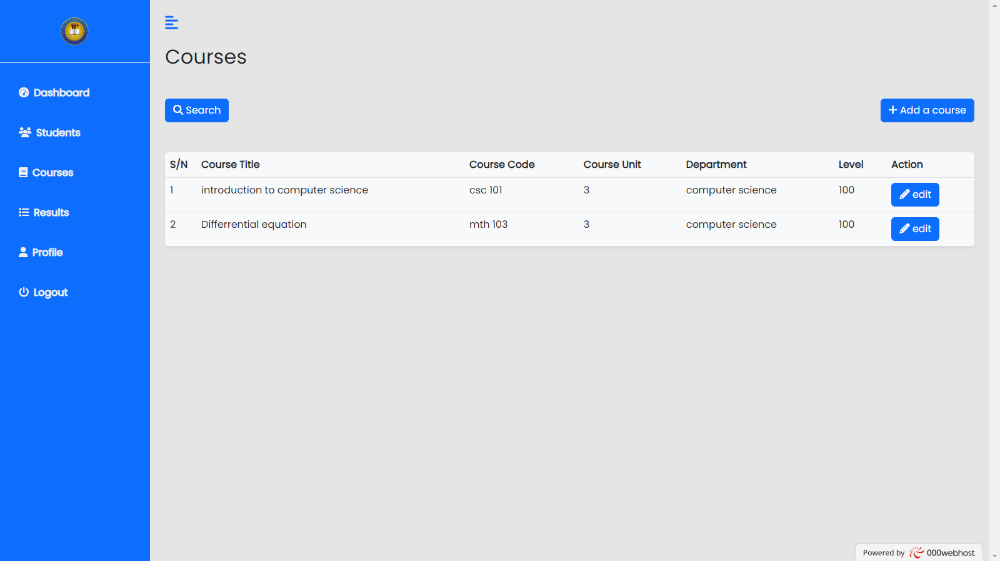 Dashboard
Students
Courses
Results
Profile
Logout
Courses
Search
Add a course
S/N Course Title Course Code Course Unit Department Level Action
1 introduction to computer science csc 101 3 computer science 100 edit
2 Differrential equation mth 103 3 computer science 100 edit
Powered by 000webhost